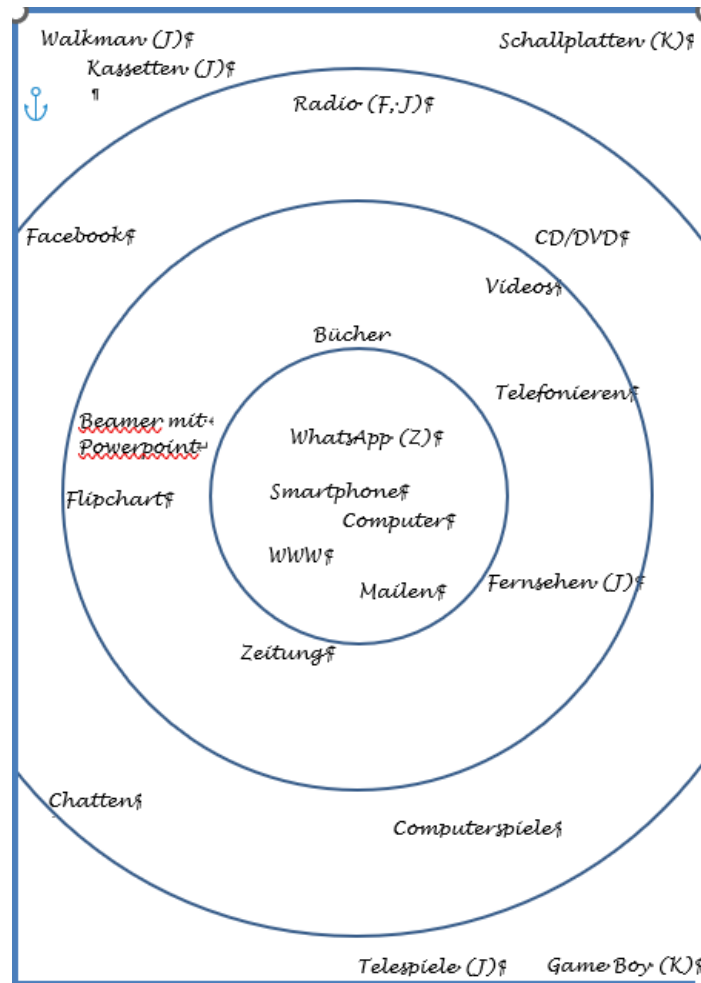 Walkman (J)¶
Schallplatten (K)¶
Kassetten (J)¶
¶
Radio (F, J)¶
Facebook¶
CD/DVD¶
Videos¶
Bücher
Telefonieren¶
Beamer mit
Powerpoint↵
WhatsApp (Z)¶
Smartphone¶
Flipchart¶
Computer¶
WWW¶
Fernsehen (J)¶
Mailen¶
Zeitung¶
Chatten¶
Computerspiele¶
Telespiele (J)¶
Game Boy (K)¶